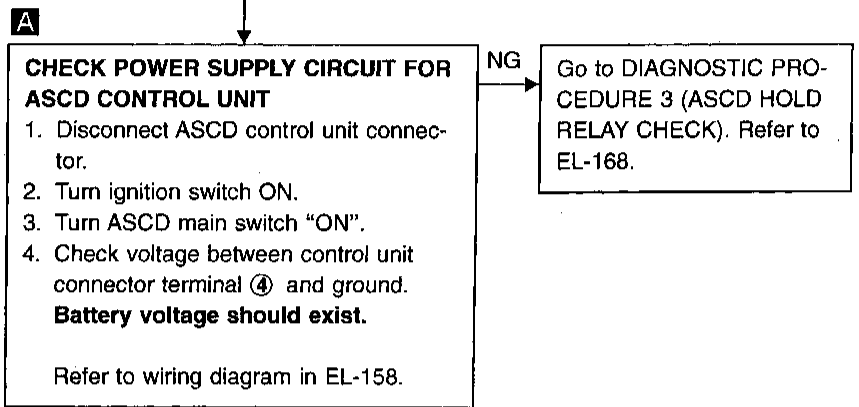 A
CHECK POWER SUPPLY CIRCUIT FOR
ASCD CONTROL UNIT
1. Disconnect ASCD control unit connec-
tor.
2. Turn ignition switch ON.
3. Turn ASCD main switch “ON”.
4. Check voltage between control unit
connector terminal ④ and ground.
Battery voltage should exist.
Refer to wiring diagram in EL-158.
NG
Go to DIAGNOSTIC PRO-
CEDURE 3 (ASCD HOLD
RELAY CHECK). Refer to
EL-168.